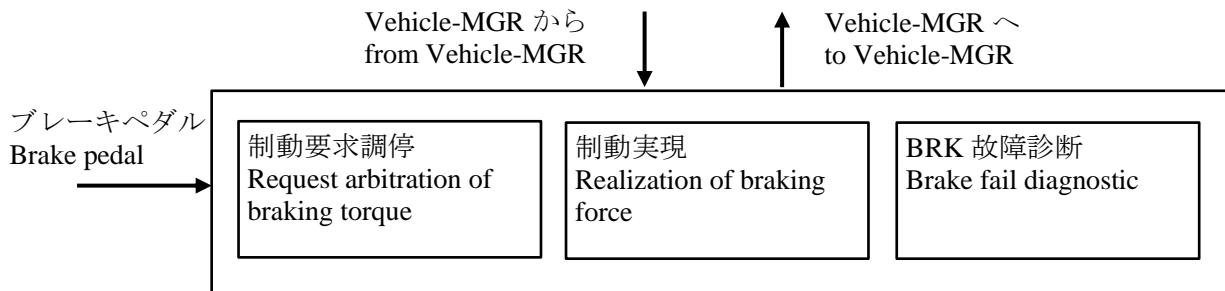 Vehicle-MGR から
from Vehicle-MGR
Vehicle-MGR へ
to Vehicle-MGR
ブレーキペダル
Brake pedal
制動要求調停
Request arbitration of
braking torque
制動実現
Realization of braking
force
BRK 故障診断
Brake fail diagnostic